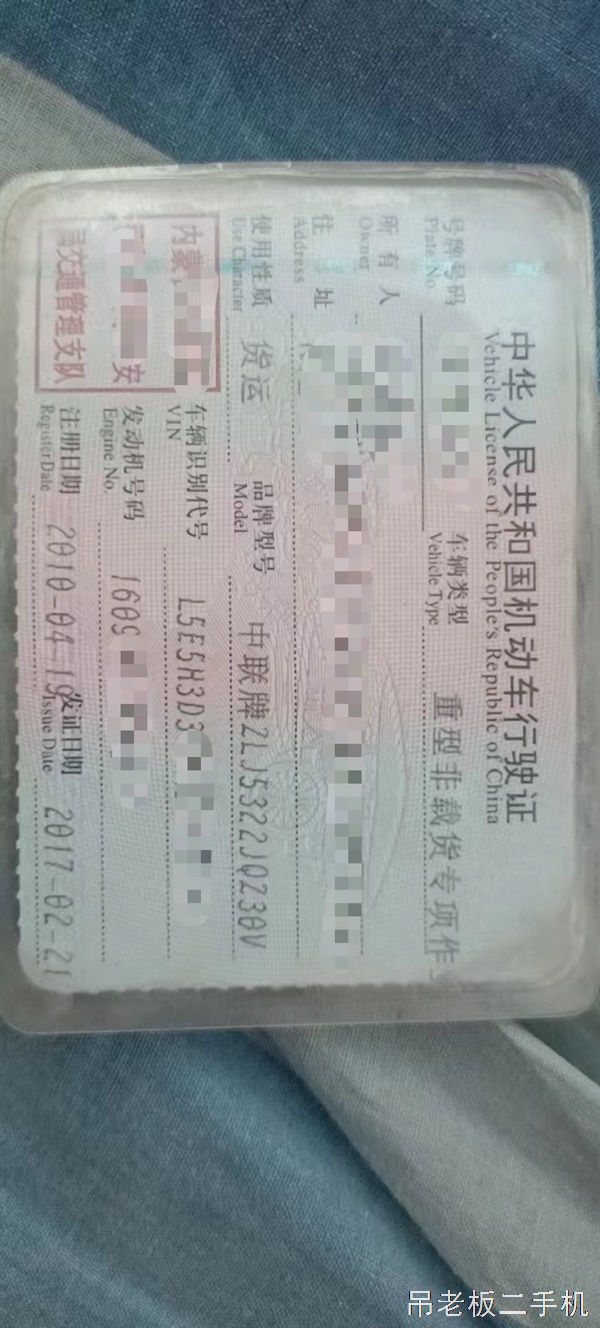 中华人民共和国机动车行驶证
Vehicle License of the People's Republic of China
号牌号码
Plate No.
车辆类型
Vehicle Type
重型非载货专项作
所有人
Owner
住址
Address
使用性质
Use Character
货运
品牌型号
Model
中联牌ZLJ5322JQZ30V
内蒙
安
局交通管理支队
车辆识别代号
VIN
L5E5H3D3
发动机号码
Engine No.
1609
注册日期
Register Date
2010-04-19
发证日期
Issue Date
2017-02-21
吊老板二手机